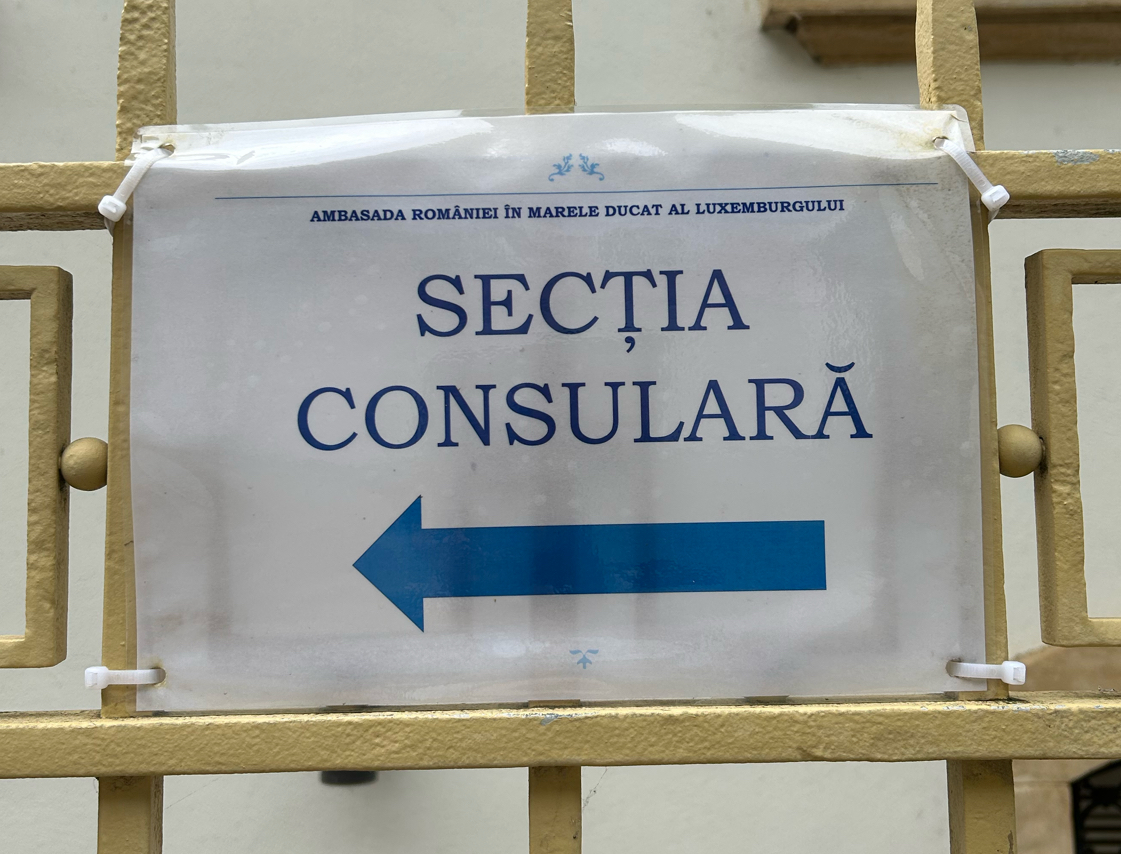 AMBASADA ROMÂNIEI ÎN MARELE DUCAT AL LUXEMBURGULUI
SECȚIA
CONSULARĂ